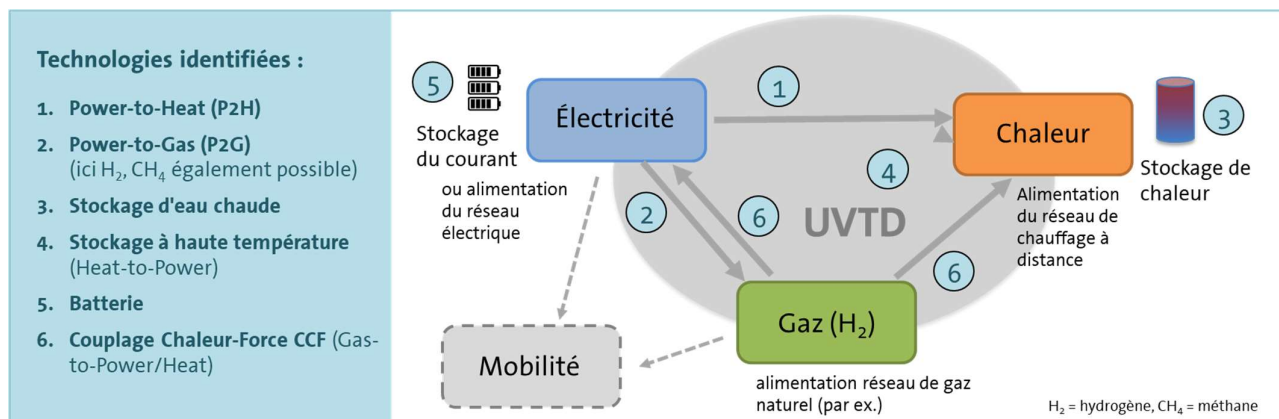 Technologies identifiées :
1. Power-to-Heat (P2H)
2. Power-to-Gas (P2G)
(ici H₂, CH₄ également possible)
3. Stockage d'eau chaude
4. Stockage à haute température
(Heat-to-Power)
5. Batterie
6. Couplage Chaleur-Force CCF (Gas-
to-Power/Heat)
5
Stockage
du courant
ou alimentation
du réseau
électrique
Électricité
1
Chaleur
3
Stockage de
chaleur
Alimentation
du réseau de
chauffage à
distance
4
2
6
UVTD
6
Gaz (H₂)
Mobilité
alimentation réseau de gaz
naturel (par ex.)
H₂ = hydrogène, CH₄ = méthane